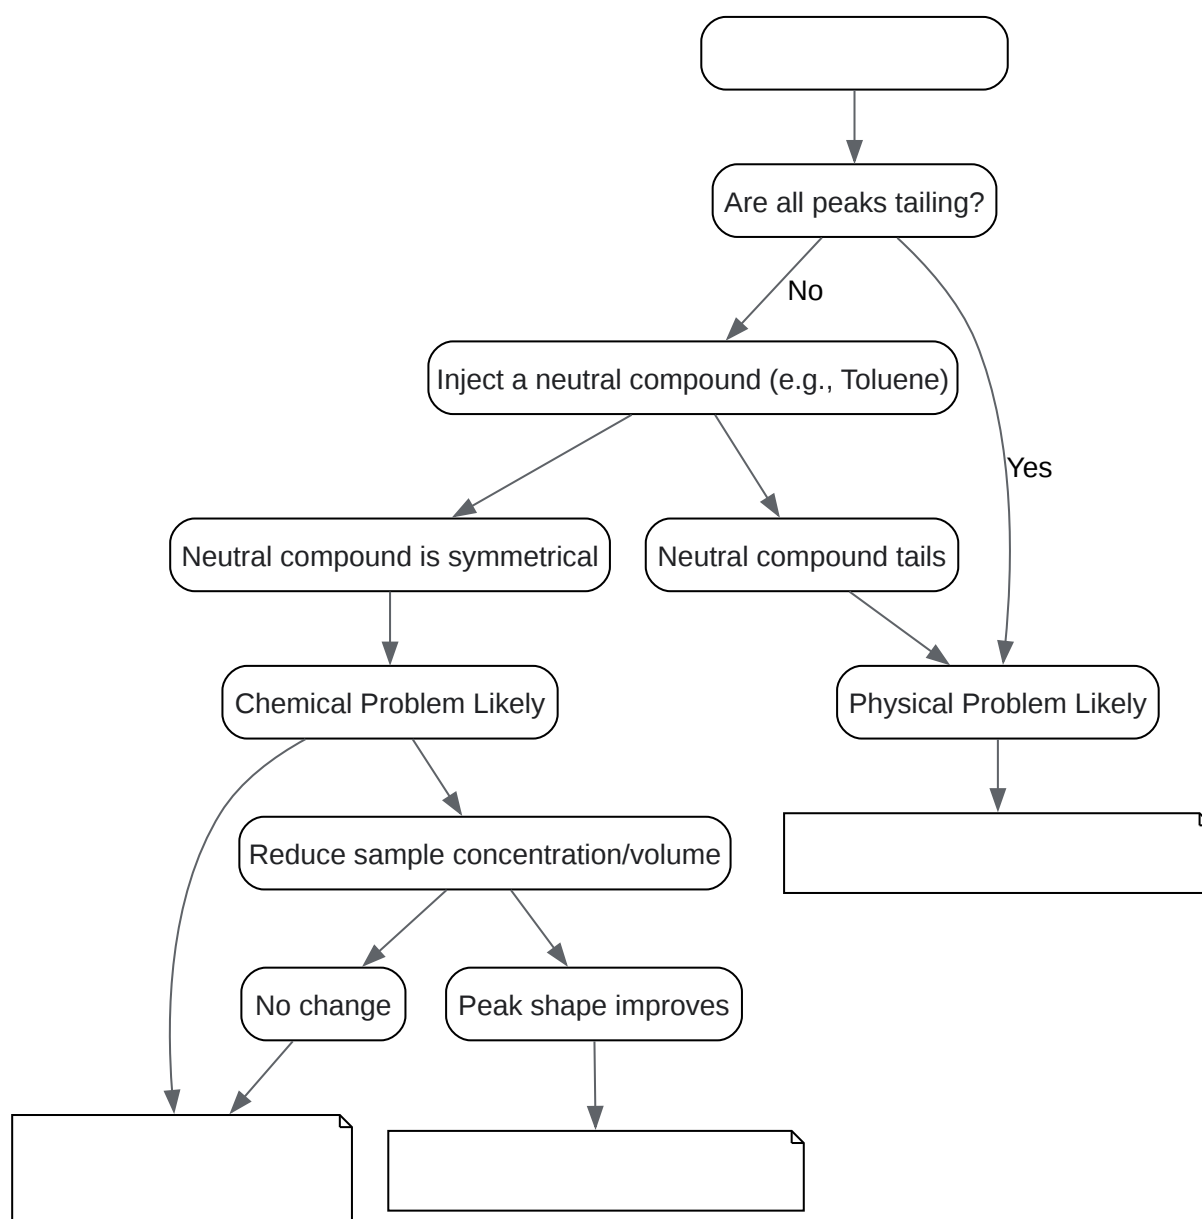 Are all peaks tailing?
No
Inject a neutral compound (e.g., Toluene)
Yes
Neutral compound is symmetrical
Neutral compound tails
Chemical Problem Likely
Physical Problem Likely
Reduce sample concentration/volume
No change
Peak shape improves